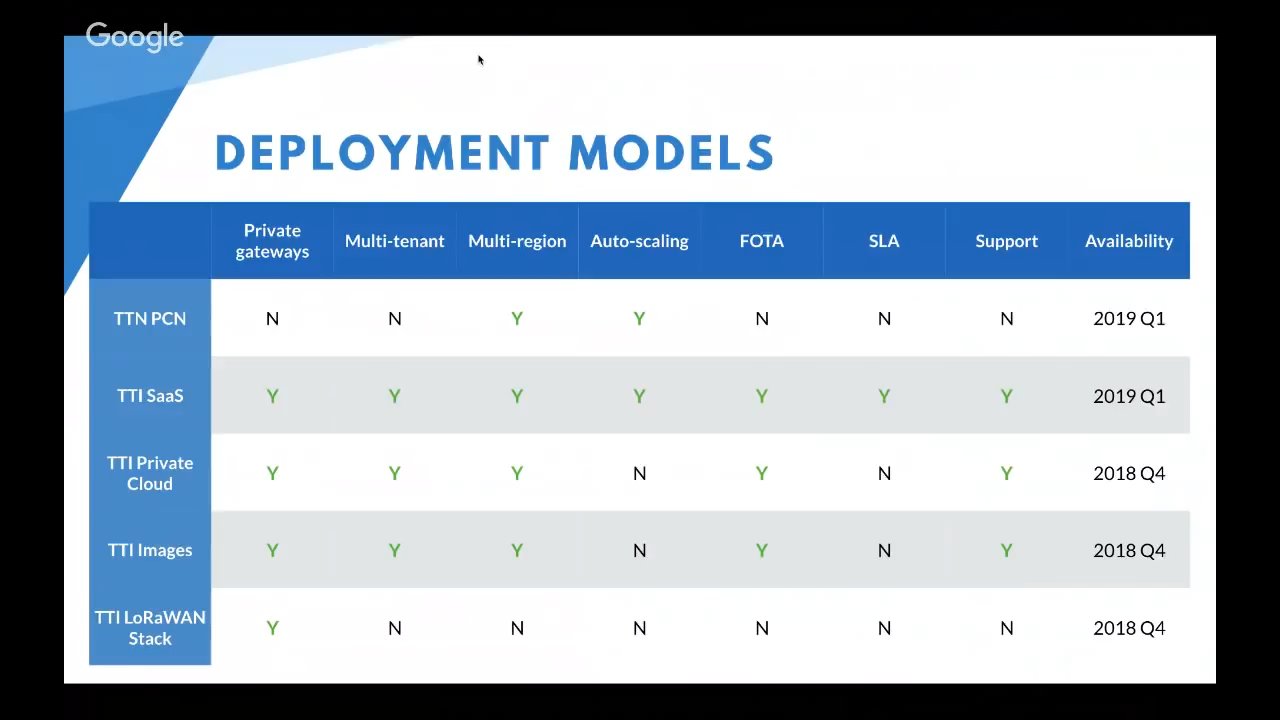 Google
DEPLOYMENT MODELS
Private gateways Multi-tenant Multi-region Auto-scaling FOTA SLA Support Availability
TTN PCN N N Y Y N N N 2019 Q1
TTI SaaS Y Y Y Y Y Y Y 2019 Q1
TTI Private Cloud Y Y Y N Y N Y 2018 Q4
TTI Images Y Y Y N Y N Y 2018 Q4
TTI LoRaWAN Stack Y N N N N N N 2018 Q4